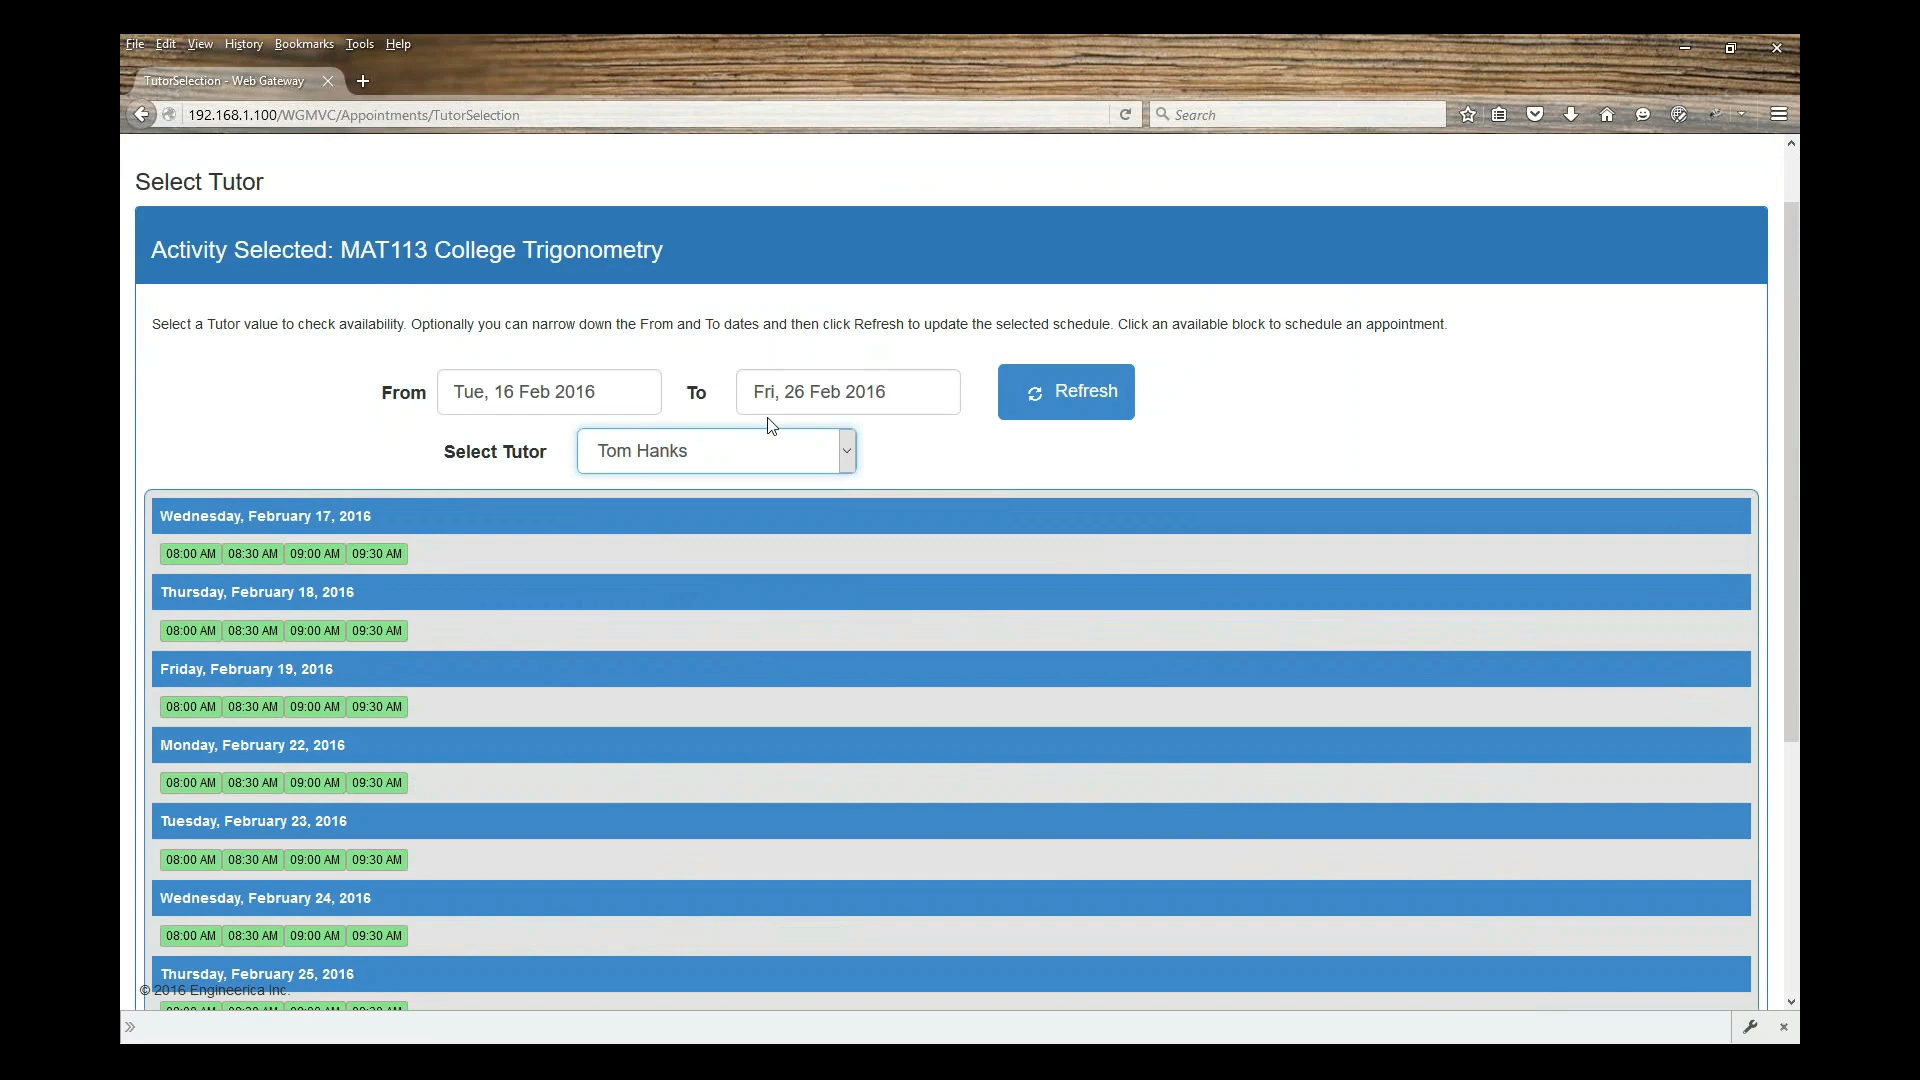 File Edit View History Bookmarks Tools Help
TutorSelection - Web Gateway
192.168.1.100/WGMVC/Appointments/TutorSelection
Search
Select Tutor
Activity Selected: MAT113 College Trigonometry
Select a Tutor value to check availability. Optionally you can narrow down the From and To dates and then click Refresh to update the selected schedule. Click an available block to schedule an appointment.
From Tue, 16 Feb 2016 To Fri, 26 Feb 2016 Refresh
Select Tutor Tom Hanks
Wednesday, February 17, 2016
08:00 AM 08:30 AM 09:00 AM 09:30 AM
Thursday, February 18, 2016
08:00 AM 08:30 AM 09:00 AM 09:30 AM
Friday, February 19, 2016
08:00 AM 08:30 AM 09:00 AM 09:30 AM
Monday, February 22, 2016
08:00 AM 08:30 AM 09:00 AM 09:30 AM
Tuesday, February 23, 2016
08:00 AM 08:30 AM 09:00 AM 09:30 AM
Wednesday, February 24, 2016
08:00 AM 08:30 AM 09:00 AM 09:30 AM
Thursday, February 25, 2016
© 2016 Engineerica Inc.